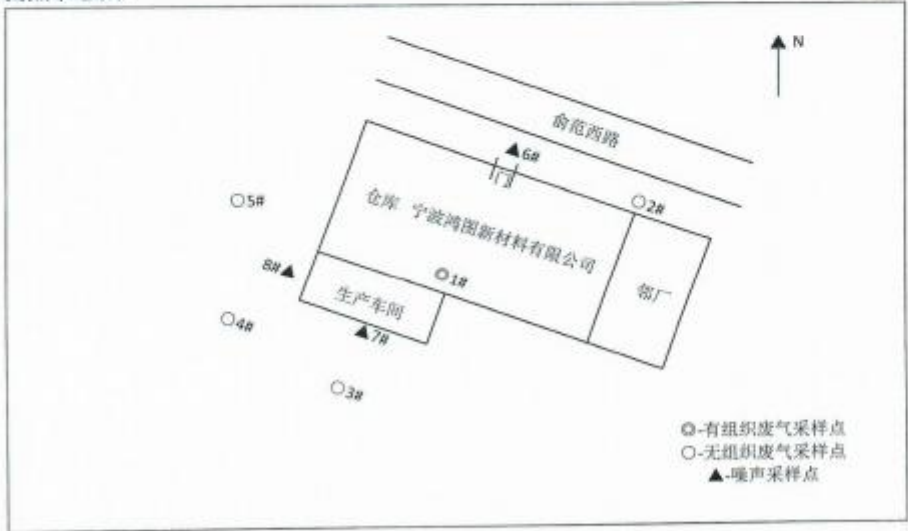 N
俞范西路
▲6#
门
○2#
○5#
仓库 宁波鸿图新材料有限公司
邻厂
8#▲
◎1#
生产车间
○4#
▲7#
○3#
◎-有组织废气采样点
○-无组织废气采样点
▲-噪声采样点